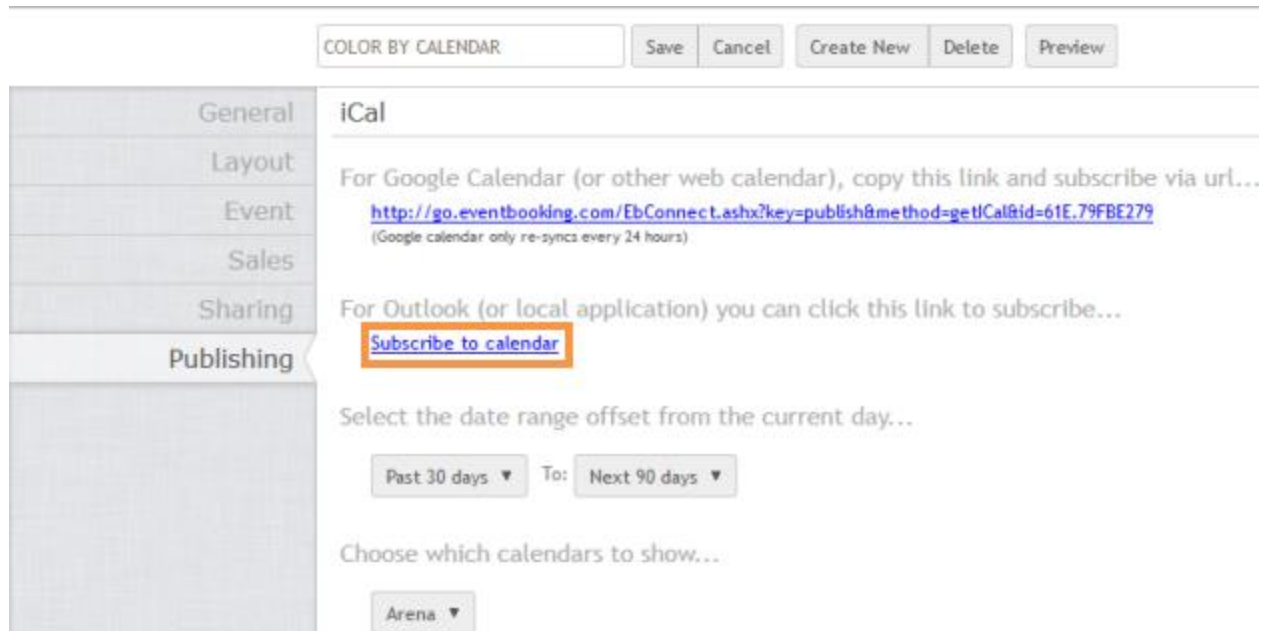 COLOR BY CALENDAR Save Cancel Create New Delete Preview
General
Layout
Event
Sales
Sharing
Publishing
iCal
For Google Calendar (or other web calendar), copy this link and subscribe via url...
http://go.eventbooking.com/EbConnect.ashx?key=publish&method=getICal&id=61E.79FBE279
(Google calendar only re-syncs every 24 hours)
For Outlook (or local application) you can click this link to subscribe...
Subscribe to calendar
Select the date range offset from the current day...
Past 30 days ▼ To: Next 90 days ▼
Choose which calendars to show...
Arena ▼